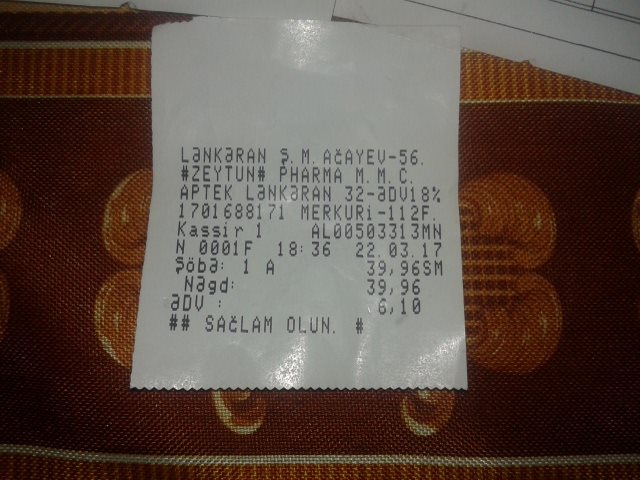 LəNKəRAN Ş.M.AĞAYEV-56.
#ZEYTUN# PHARMA M.M.C.
APTEK LəNKəRAN 32-əDV18%
1701688171 MERKURi-112F.
Kassir 1 AL00503313MN
N 0001F 18:36 22.03.17
Şöbə: 1 A 39,96SM
Nəgd: 39,96
əDV : 6,10
## SAĞLAM OLUN. #